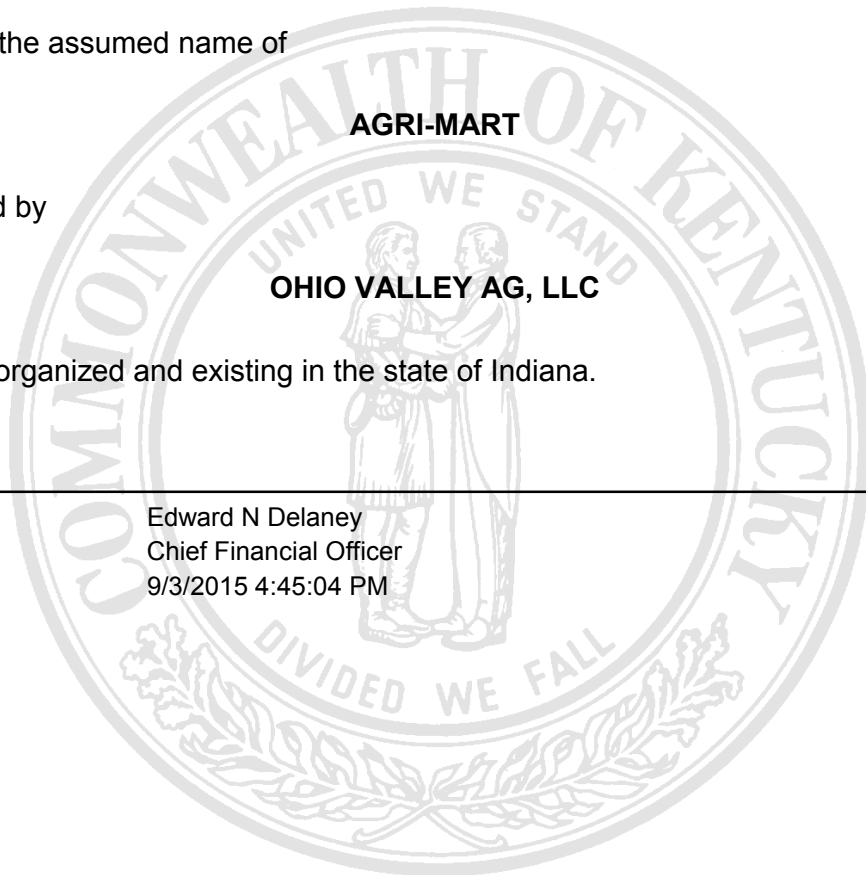 the assumed name of
AGRI-MART
d by
OHIO VALLEY AG, LLC
organized and existing in the state of Indiana.
Edward N Delaney
Chief Financial Officer
9/3/2015 4:45:04 PM
COMMONWEALTH OF KENTUCKY
UNITED WE STAND
DIVIDED WE FALL